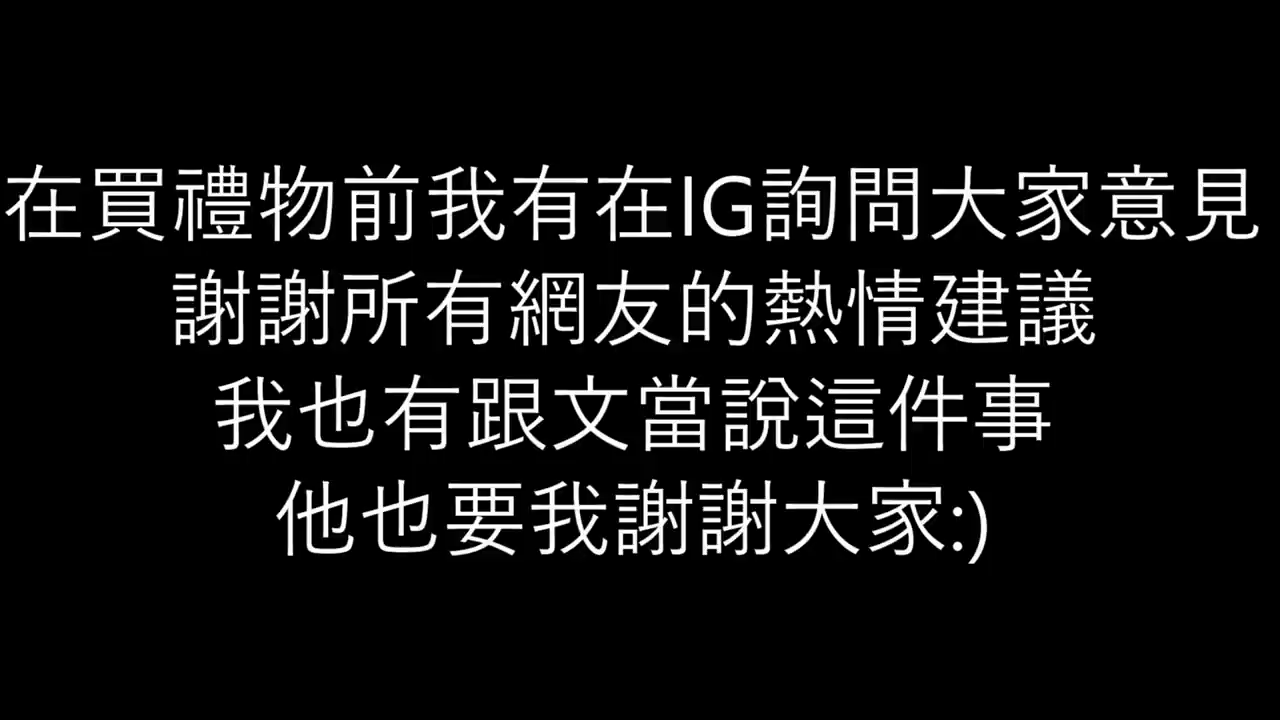 在買禮物前我有在IG詢問大家意見
謝謝所有網友的熱情建議
我也有跟文當說這件事
他也要我謝謝大家:)